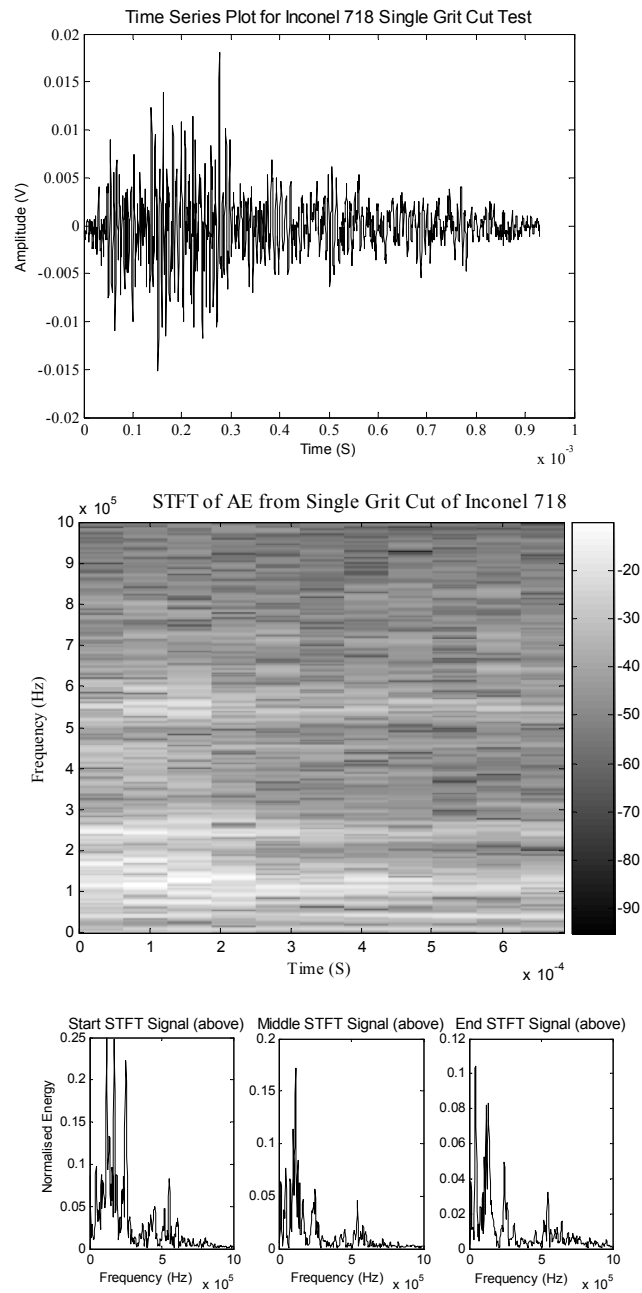 Time Series Plot for Inconel 718 Single Grit Cut Test
0.02
0.015
0.01
0.005
0
-0.005
-0.01
-0.015
-0.02
Amplitude (V)
0 0.1 0.2 0.3 0.4 0.5 0.6 0.7 0.8 0.9 1
Time (S)
x 10⁻³
STFT of AE from Single Grit Cut of Inconel 718
x 10⁵
10
9
8
7
6
5
4
3
2
1
0
Frequency (Hz)
0 1 2 3 4 5 6
Time (S)
x 10⁻⁴
-20
-30
-40
-50
-60
-70
-80
-90
Start STFT Signal (above)
0.25
0.2
0.15
0.1
0.05
0
Normalised Energy
0 5 10
Frequency (Hz)
x 10⁵
Middle STFT Signal (above)
0.2
0.15
0.1
0.05
0
0 5 10
Frequency (Hz)
x 10⁵
End STFT Signal (above)
0.12
0.1
0.08
0.06
0.04
0.02
0
0 5 10
Frequency (Hz)
x 10⁵